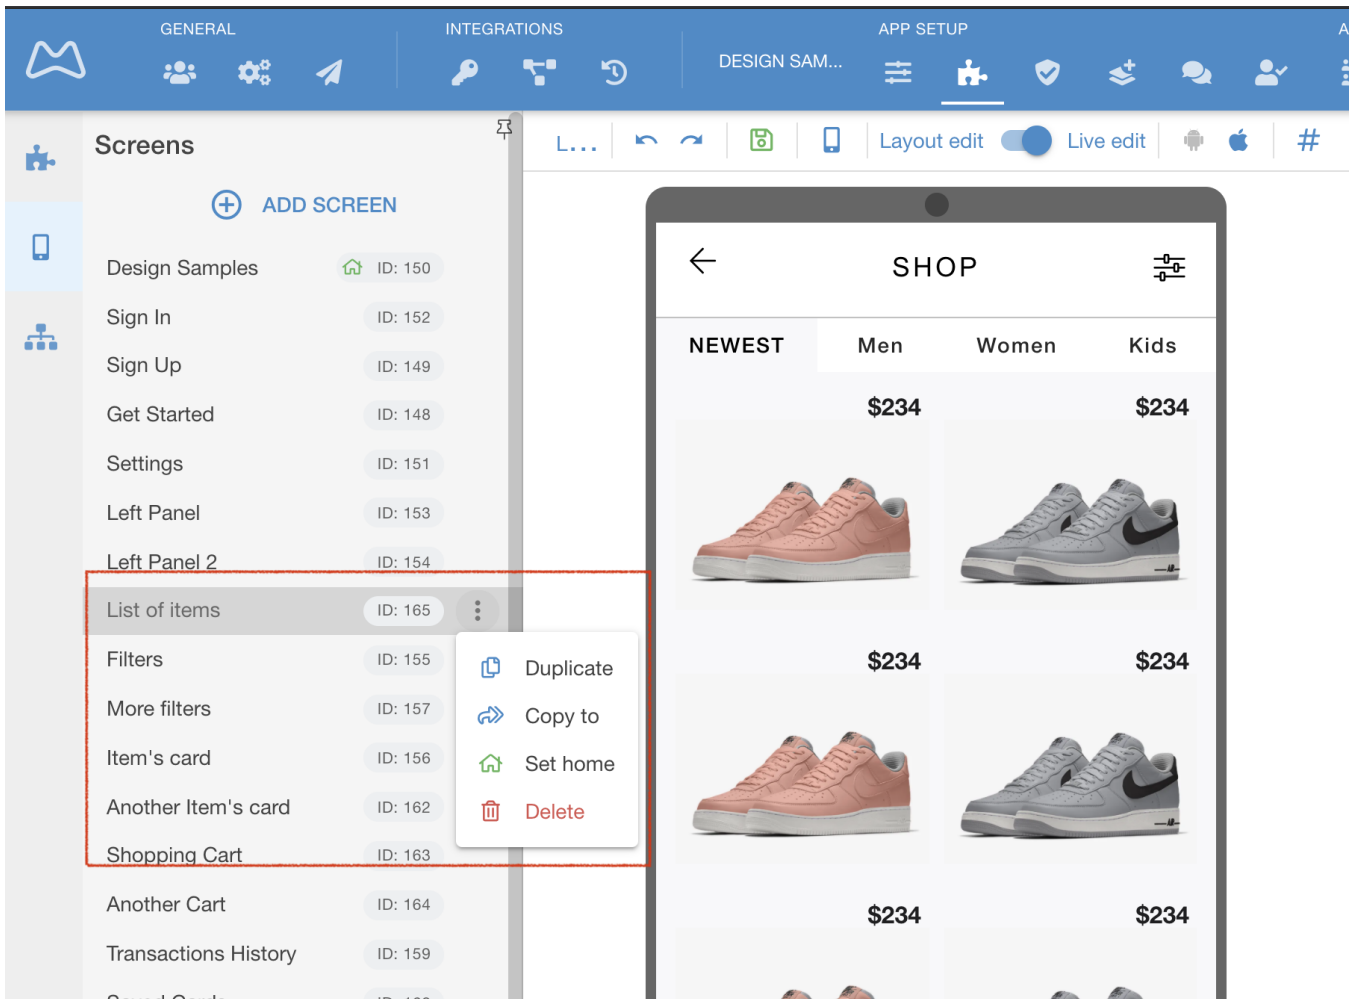 GENERAL
INTEGRATIONS
APP SETUP
DESIGN SAM...
Screens
L...
Layout edit
Live edit
#
ADD SCREEN
Design Samples ID: 150
Sign In ID: 152
Sign Up ID: 149
Get Started ID: 148
Settings ID: 151
Left Panel ID: 153
Left Panel 2 ID: 154
List of items ID: 165
Filters ID: 155
More filters ID: 157
Item's card ID: 156
Another Item's card ID: 162
Shopping Cart ID: 163
Another Cart ID: 164
Transactions History ID: 159
Duplicate
Copy to
Set home
Delete
SHOP
NEWEST Men Women Kids
$234 $234
$234 $234
$234 $234